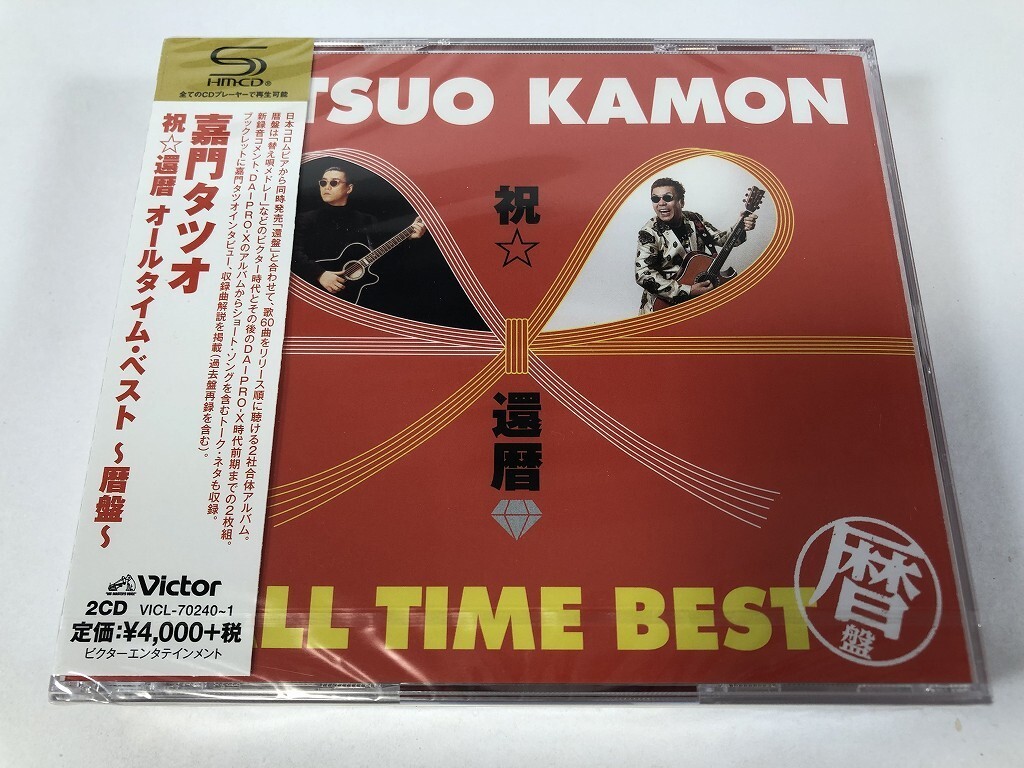 HM-CD®
全てのCDプレーヤーで再生可能
嘉門タツオ
祝☆還暦 オールタイム・ベスト ~暦盤~
日本コロムビアから同時発売「還盤」と合わせて、歌60曲をリリース順に聴ける2社合体アルバム。
暦盤は「替え唄メドレー」などのビクター時代とその後のDAIPRO-X時代前期までの2枚組。
新録音コメント、DAIPRO-Xのアルバムからショート・ソングを含むトーク・ネタも収録。
ブックレットに嘉門タツオインタビュー、収録曲解説を掲載(過去盤再録を含む)。
"HIS MASTER'S VOICE"
Victor
2CD VICL-70240~1
定価:¥4,000+税
ビクターエンタテインメント
TSUO KAMON
祝☆
還暦
ALL TIME BEST
暦
盤